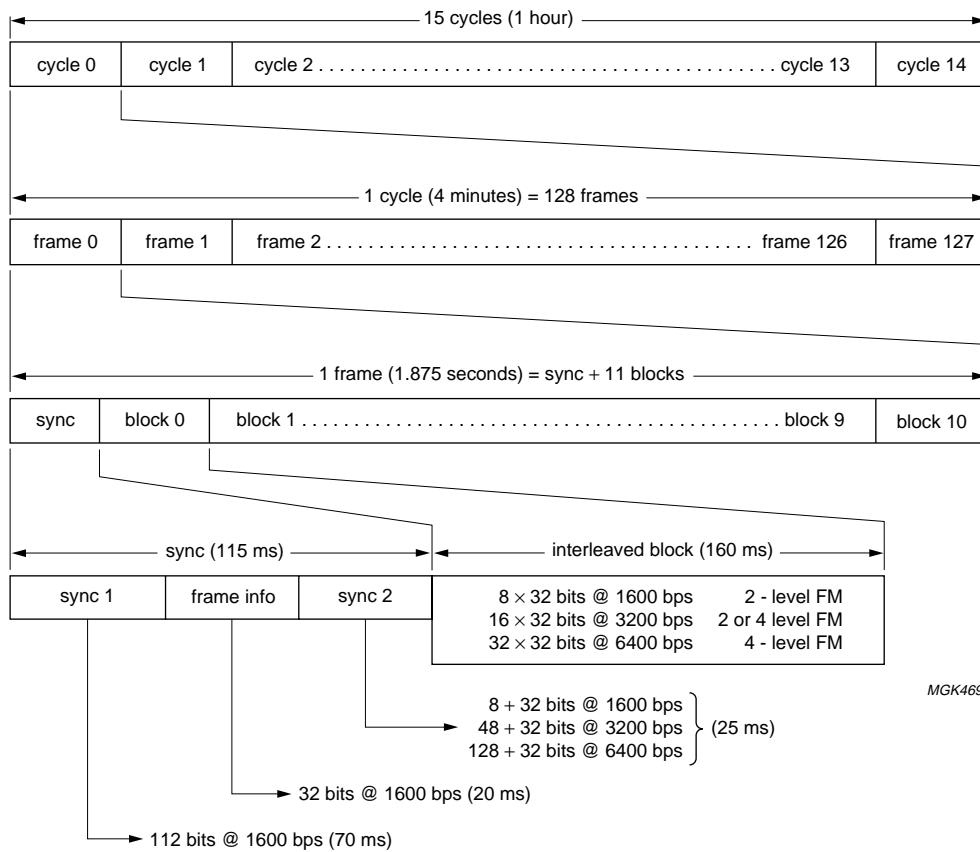 15 cycles (1 hour)
cycle 0 cycle 1 cycle 2 . . . . . . . . . . . . . . . . . . . . . . . . . . . . . . . . . . . . . . . . . . . . . . cycle 13 cycle 14
1 cycle (4 minutes) = 128 frames
frame 0 frame 1 frame 2 . . . . . . . . . . . . . . . . . . . . . . . . . . . . . . . . . . . . . . . . . . . frame 126 frame 127
1 frame (1.875 seconds) = sync + 11 blocks
sync block 0 block 1 . . . . . . . . . . . . . . . . . . . . . . . . . . . . . . . . . . . . . . . . . . . . . . . . block 9 block 10
sync (115 ms) interleaved block (160 ms)
sync 1 frame info sync 2
8 × 32 bits @ 1600 bps 2 - level FM
16 × 32 bits @ 3200 bps 2 or 4 level FM
32 × 32 bits @ 6400 bps 4 - level FM
MGK469
8 + 32 bits @ 1600 bps
48 + 32 bits @ 3200 bps (25 ms)
128 + 32 bits @ 6400 bps
32 bits @ 1600 bps (20 ms)
112 bits @ 1600 bps (70 ms)